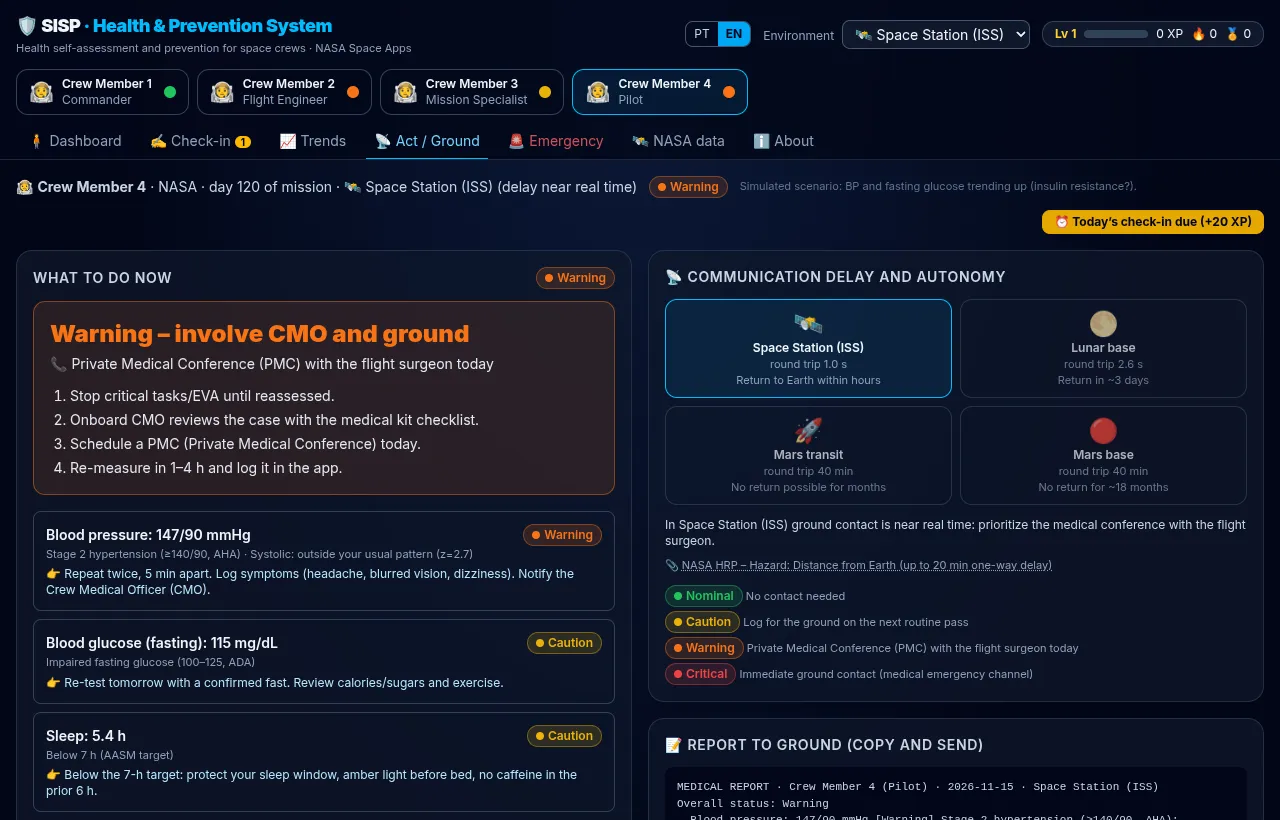 SISP · Health & Prevention System
Health self-assessment and prevention for space crews · NASA Space Apps
PT EN
Environment
Space Station (ISS)
Lv 1 0 XP 0 0
Crew Member 1
Commander
Crew Member 2
Flight Engineer
Crew Member 3
Mission Specialist
Crew Member 4
Pilot
Dashboard
Check-in 1
Trends
Act / Ground
Emergency
NASA data
About
Crew Member 4 · NASA · day 120 of mission · Space Station (ISS) (delay near real time)
Warning
Simulated scenario: BP and fasting glucose trending up (insulin resistance?).
Today's check-in due (+20 XP)
WHAT TO DO NOW
Warning
Warning – involve CMO and ground
Private Medical Conference (PMC) with the flight surgeon today
1. Stop critical tasks/EVA until reassessed.
2. Onboard CMO reviews the case with the medical kit checklist.
3. Schedule a PMC (Private Medical Conference) today.
4. Re-measure in 1–4 h and log it in the app.
Blood pressure: 147/90 mmHg
Warning
Stage 2 hypertension (≥140/90, AHA) · Systolic: outside your usual pattern (z=2.7)
Repeat twice, 5 min apart. Log symptoms (headache, blurred vision, dizziness). Notify the
Crew Medical Officer (CMO).
Blood glucose (fasting): 115 mg/dL
Caution
Impaired fasting glucose (100–125, ADA)
Re-test tomorrow with a confirmed fast. Review calories/sugars and exercise.
Sleep: 5.4 h
Caution
Below 7 h (AASM target)
Below the 7-h target: protect your sleep window, amber light before bed, no caffeine in the
prior 6 h.
COMMUNICATION DELAY AND AUTONOMY
Space Station (ISS)
round trip 1.0 s
Return to Earth within hours
Lunar base
round trip 2.6 s
Return in ~3 days
Mars transit
round trip 40 min
No return possible for months
Mars base
round trip 40 min
No return for ~18 months
In Space Station (ISS) ground contact is near real time: prioritize the medical conference with the flight
surgeon.
NASA HRP – Hazard: Distance from Earth (up to 20 min one-way delay)
Nominal No contact needed
Caution Log for the ground on the next routine pass
Warning Private Medical Conference (PMC) with the flight surgeon today
Critical Immediate ground contact (medical emergency channel)
REPORT TO GROUND (COPY AND SEND)
MEDICAL REPORT · Crew Member 4 (Pilot) · 2026-11-15 · Space Station (ISS)
Overall status: Warning
Blood pressure: 147/90 mmHg [Warning] Stage 2 hypertension (≥140/90, AHA);